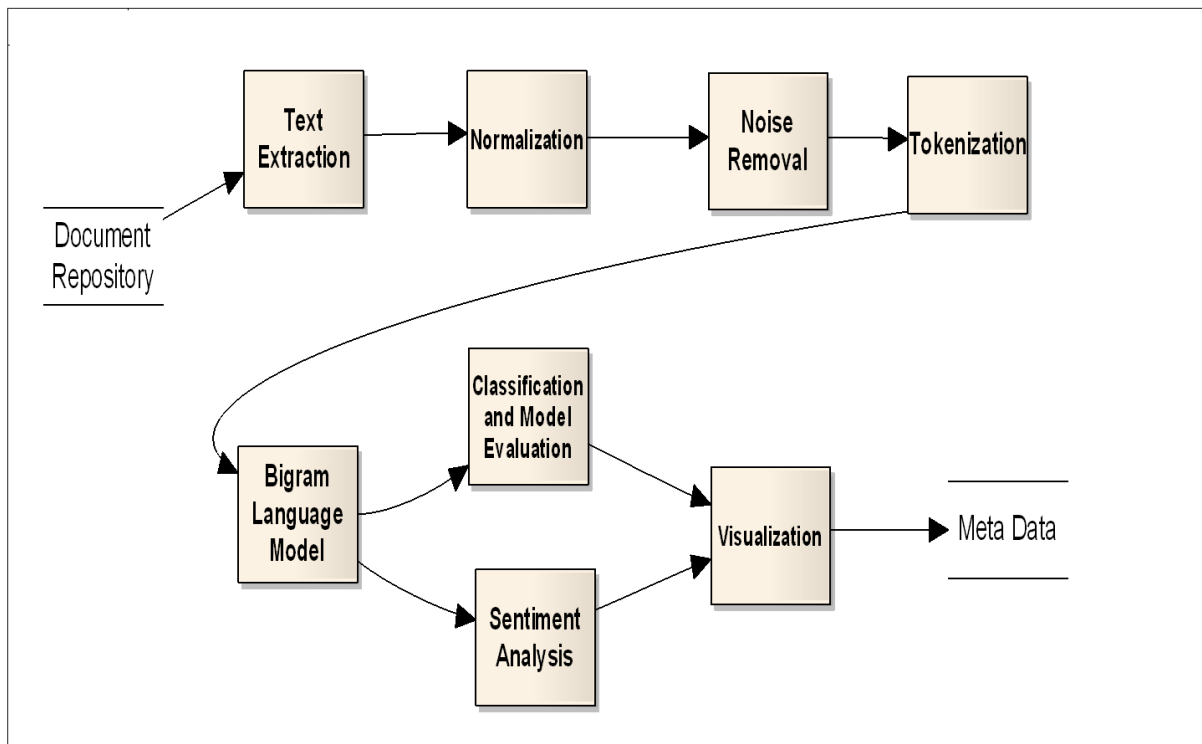 Text
Extraction
Normalization
Noise
Removal
Tokenization
Document
Repository
Classification
and Model
Evaluation
Bigram
Language
Model
Visualization
Meta Data
Sentiment
Analysis